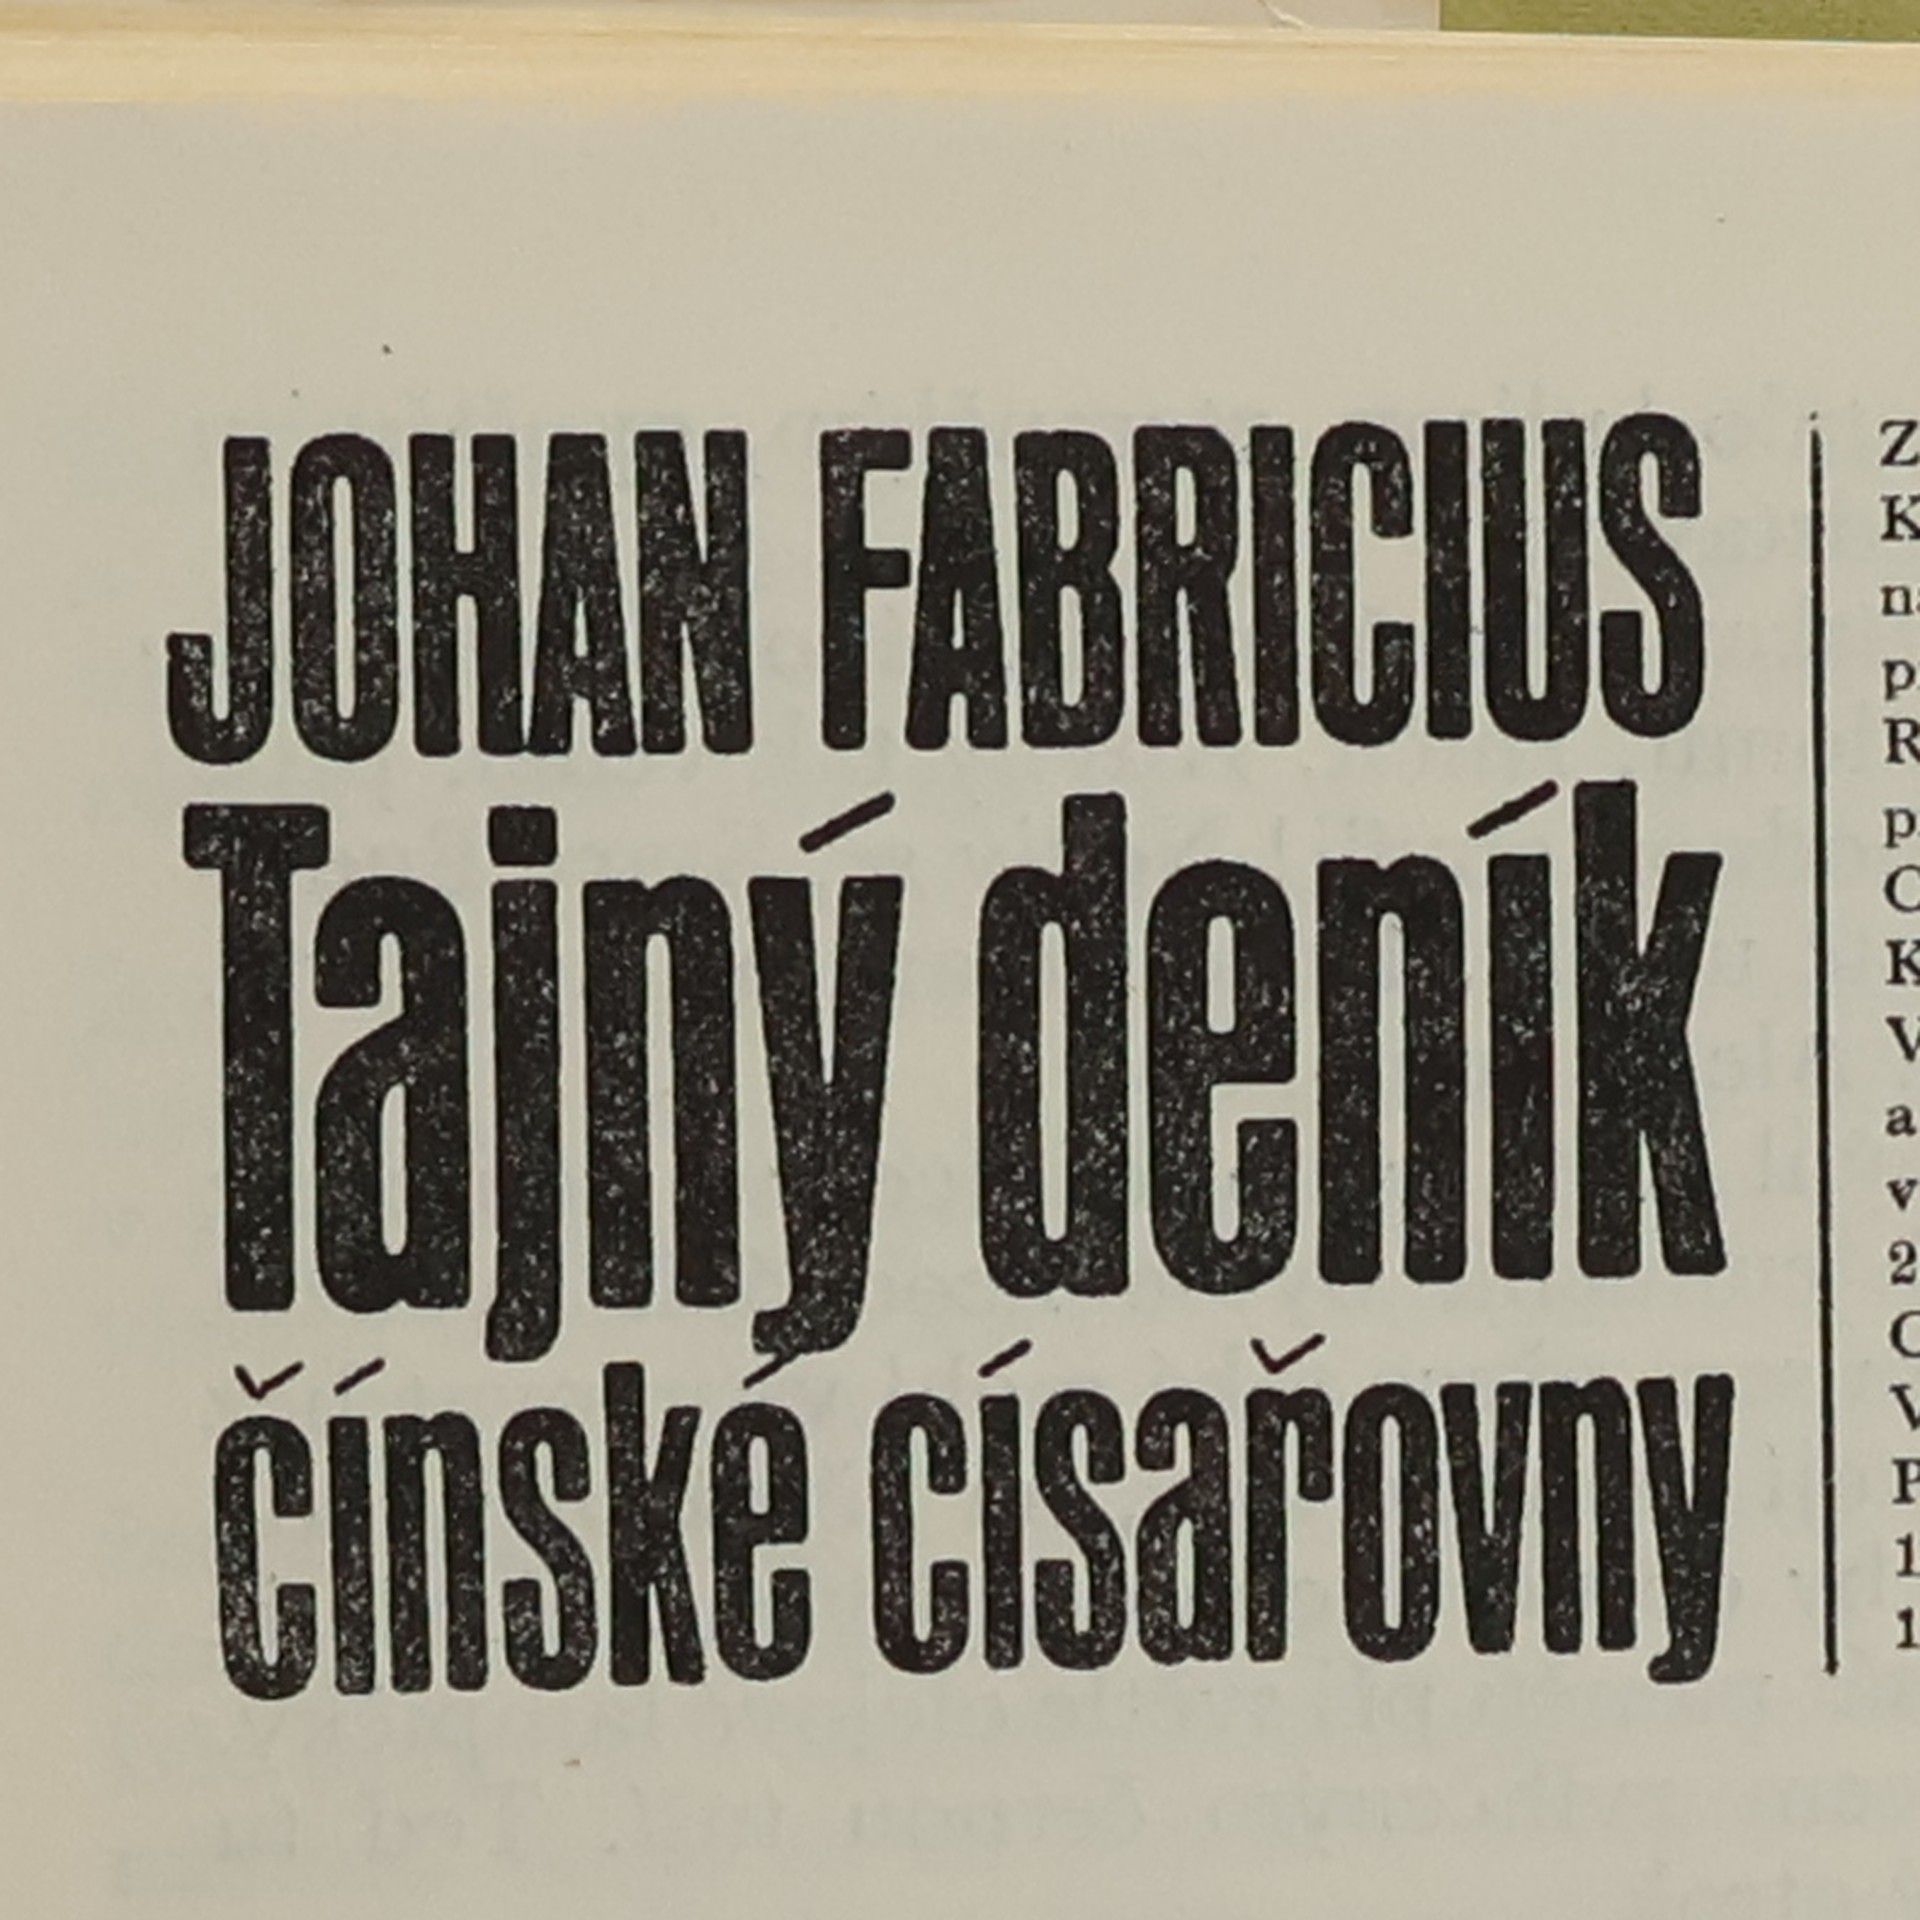 JOHAN FABRICIUS
Tajný deník
čínské císařovny